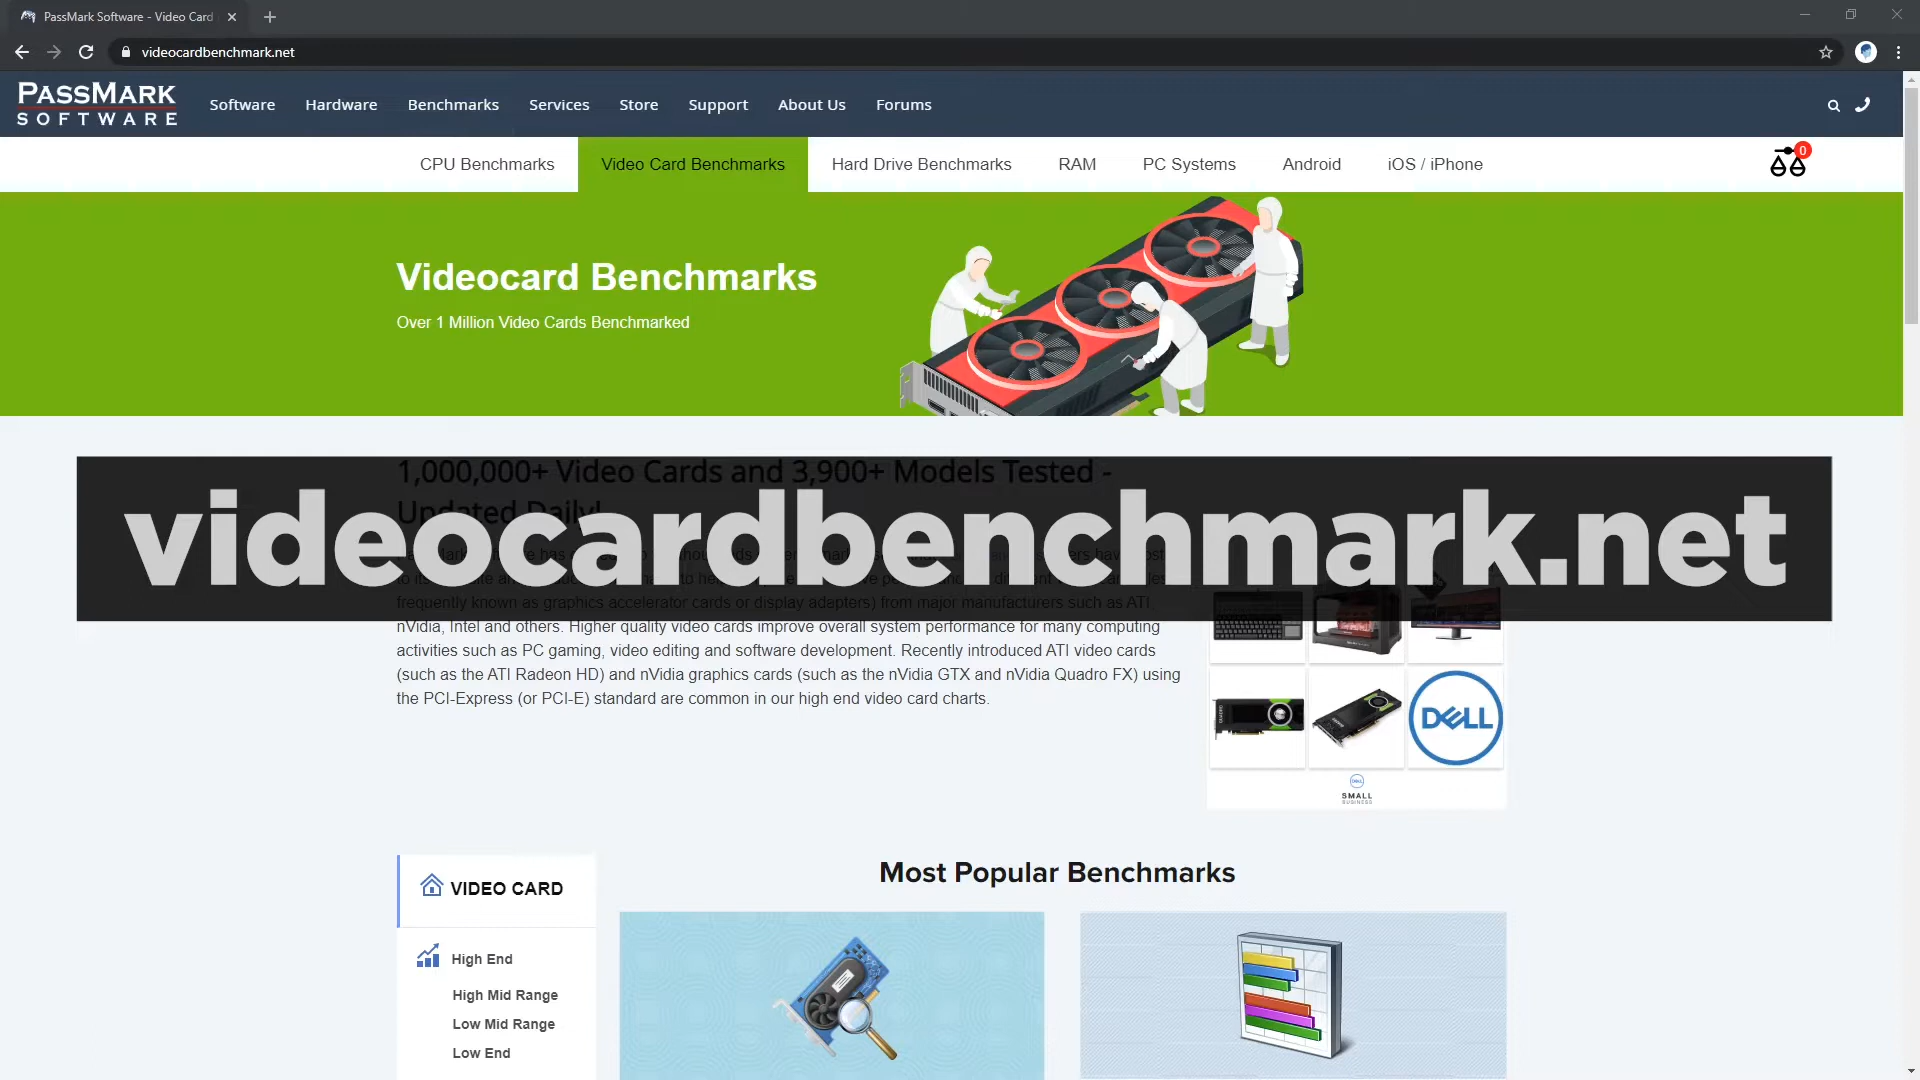 PassMark Software - Video Card
videocardbenchmark.net
PASSMARK
SOFTWARE
Software
Hardware
Benchmarks
Services
Store
Support
About Us
Forums
CPU Benchmarks
Video Card Benchmarks
Hard Drive Benchmarks
RAM
PC Systems
Android
iOS / iPhone
0
Videocard Benchmarks
Over 1 Million Video Cards Benchmarked
1,000,000+ Video Cards and 3,900+ Models Tested -
Updated Daily!
videocardbenchmark.net
frequently known as graphics accelerator cards or display adapters) from major manufacturers such as ATI,
nVidia, Intel and others. Higher quality video cards improve overall system performance for many computing
activities such as PC gaming, video editing and software development. Recently introduced ATI video cards
(such as the ATI Radeon HD) and nVidia graphics cards (such as the nVidia GTX and nVidia Quadro FX) using
the PCI-Express (or PCI-E) standard are common in our high end video card charts.
DELL
DELL
SMALL
BUSINESS
VIDEO CARD
High End
High Mid Range
Low Mid Range
Low End
Most Popular Benchmarks